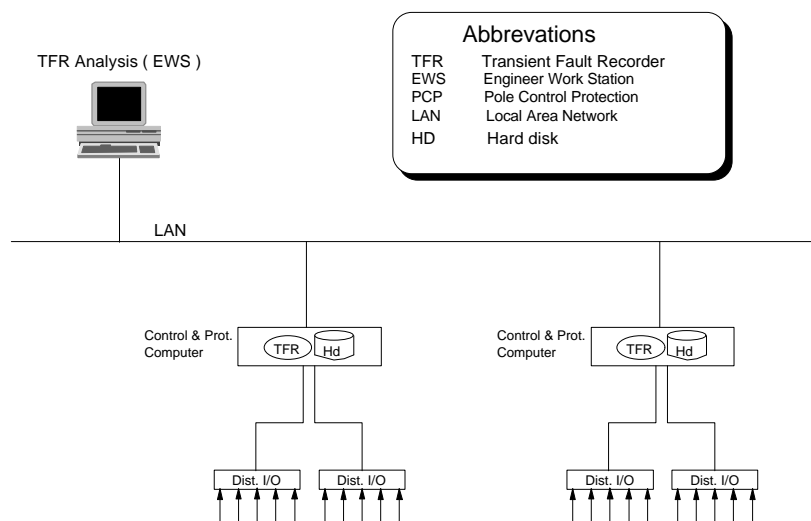 Abbrevations
TFR Transient Fault Recorder
EWS Engineer Work Station
PCP Pole Control Protection
LAN Local Area Network
HD Hard disk
TFR Analysis ( EWS )
LAN
Control & Prot.
Computer
TFR
Hd
Control & Prot.
Computer
TFR
Hd
Dist. I/O
Dist. I/O
Dist. I/O
Dist. I/O